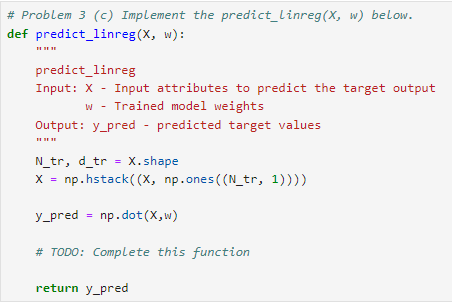 # Problem 3 (c) Implement the predict_linreg(X, w) below.
def predict_linreg(X, w):
    """
    predict_linreg
    Input: X - Input attributes to predict the target output
           w - Trained model weights
    Output: y_pred - predicted target values
    """
    N_tr, d_tr = X.shape
    X = np.hstack((X, np.ones((N_tr, 1))))
    y_pred = np.dot(X,w)
    # TODO: Complete this function
    return y_pred